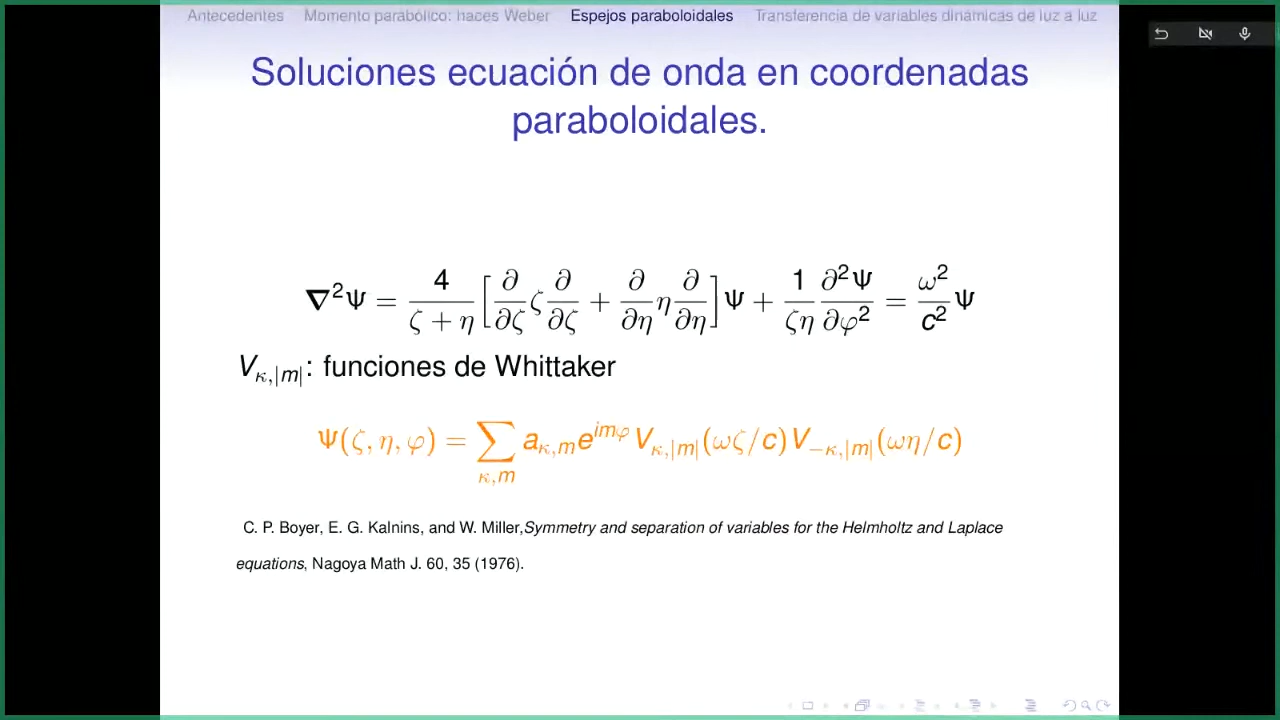 Antecedentes Momento parabólico: haces Weber Espejos paraboloidales Transferencia de variables dinámicas de luz a luz
Soluciones ecuación de onda en coordenadas
paraboloidales.
∇²Ψ = 4/(ζ + η) [∂/∂ζ ζ ∂/∂ζ + ∂/∂η η ∂/∂η] Ψ + 1/(ζη) ∂²Ψ/∂φ² = ω²/c² Ψ
V_{κ,|m|}: funciones de Whittaker
Ψ(ζ, η, φ) = ∑_{κ,m} a_{κ,m} e^{imφ} V_{κ,|m|}(ωζ/c) V_{−κ,|m|}(ωη/c)
C. P. Boyer, E. G. Kalnins, and W. Miller,Symmetry and separation of variables for the Helmholtz and Laplace
equations, Nagoya Math J. 60, 35 (1976).